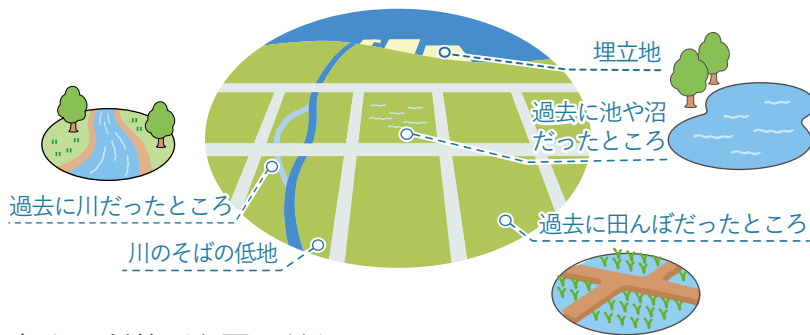 埋立地
過去に池や沼
だったところ
過去に川だったところ
過去に田んぼだったところ
川のそばの低地